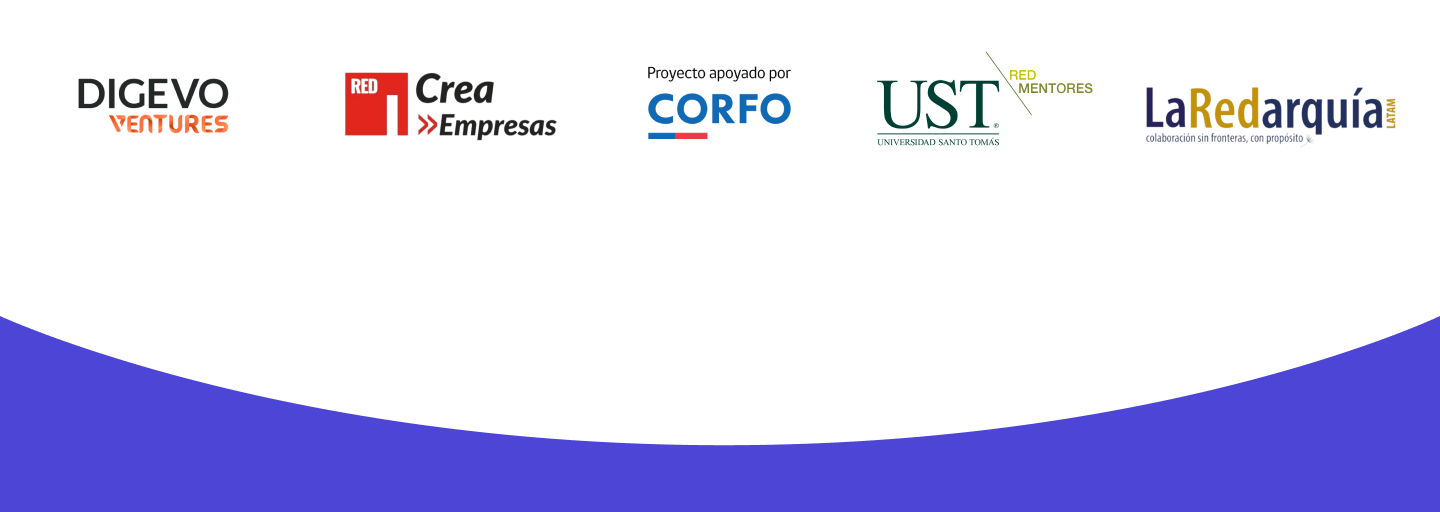 DIGEVO
VENTURES
RED
Crea
»Empresas
Proyecto apoyado por
CORFO
UST®
UNIVERSIDAD SANTO TOMÁS
RED
MENTORES
LaRedarquía
LATAM
colaboración sin fronteras, con propósito